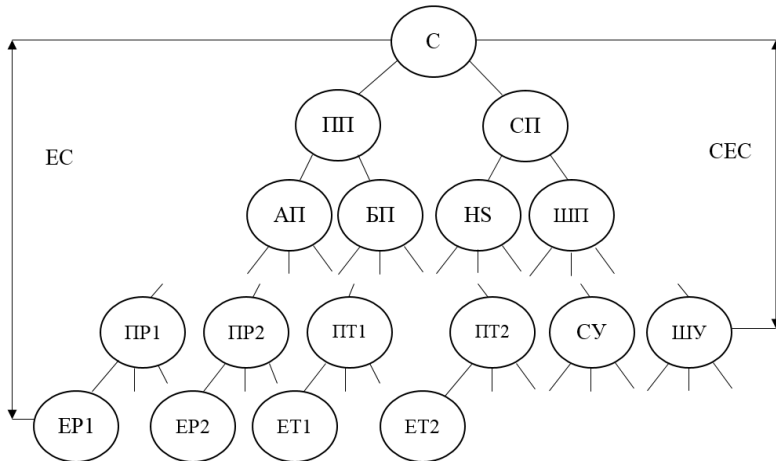 С
ПП
СП
ЕС
СЕС
АП
БП
HS
ШП
ПР1
ПР2
ПТ1
ПТ2
СУ
ШУ
ЕР1
ЕР2
ЕТ1
ЕТ2